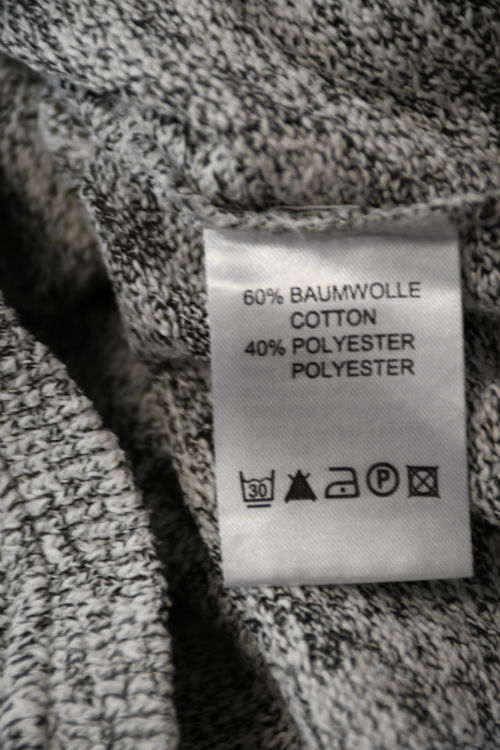 60% BAUMWOLLE
COTTON
40% POLYESTER
POLYESTER
30 P